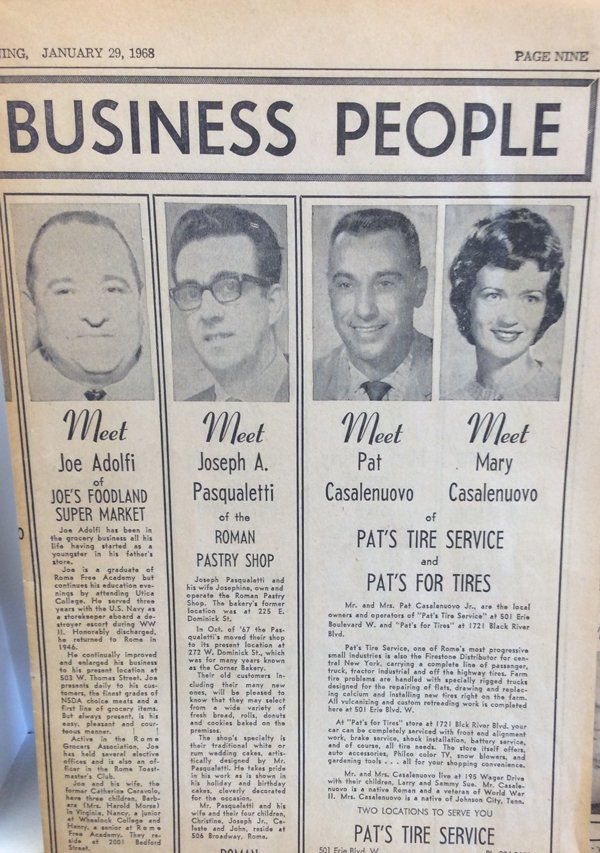 ING, JANUARY 29, 1968
PAGE NINE
BUSINESS PEOPLE
Meet
Joe Adolfi
of
JOE'S FOODLAND
SUPER MARKET
Joe Adolfi has been in
the grocery business all his
life having started as a
youngster in his father's
store.
Joe is a graduate of
Rome Free Academy but
continues his education eve-
nings by attending Utica
College. He served three
years with the U.S. Navy as
a storekeeper aboard a de-
stroyer escort during WW
II. Honorably discharged,
he returned to Rome in
1946.
He continually improved
and enlarged his business
to his present location at
503 W. Thomas Street. Joe
presents daily to his cus-
tomers, the finest grades of
NSDA choice meats and a
first line of grocery items.
But always present, is his
easy, pleasant and cour-
teous manner.
Active in the Rome
Grocers Association, Joe
has held several elective
offices and is also an of-
ficer in the Rome Toast-
master's Club.
Joe and his wife, the
former Catherine Caravolo,
have three children, Barb-
ara (Mrs. Harold Morse)
in Virginia, Nancy, a junior
at Wheelock College and
Henry, a senior at Rome
Free Academy. They re-
side at 2001 Bedford
Street.
Meet
Joseph A.
Pasqualetti
of the
ROMAN
PASTRY SHOP
Joseph Pasqualetti and
his wife Josephine, own and
operate the Roman Pastry
Shop. The bakery's former
location was at 225 E.
Dominick St.
In Oct. of '67 the Pas-
qualetti's moved their shop
to its present location at
272 W. Dominick St., which
was for many years known
as the Corner Bakery.
Their old customers in-
cluding their many new
ones, will be pleased to
know that they may select
from a wide variety of
fresh bread, rolls, donuts
and cookies baked on the
premises.
The shop's specialty is
their traditional white or
rum wedding cakes, artis-
tically designed by Mr.
Pasqualetti. He takes pride
in his work as is shown in
his holiday and birthday
cakes, cleverly decorated
for the occasion.
Mr. Pasqualetti and his
wife and their four children,
Christine, Joseph Jr., Ce-
leste and John, reside at
506 Broadway, Rome.
ROMAN
Meet
Pat
Casalenuovo
Meet
Mary
Casalenuovo
of
PAT'S TIRE SERVICE
and
PAT'S FOR TIRES
Mr. and Mrs. Pat Casalenuovo Jr., are the local
owners and operators of "Pat's Tire Service" at 501 Erie
Boulevard W. and "Pat's for Tires" at 1721 Black River
Blvd.
Pat's Tire Service, one of Rome's most progressive
small industries is also the Firestone Distributor for cen-
tral New York, carrying a complete line of passenger,
truck, tractor industrial and off the highway tires. Farm
tire problems are handled with specially rigged trucks
designed for the repairing of flats, drawing and replac-
ing calcium and installing new tires right on the farm.
All vulcanizing and custom retreading work is completed
here at 501 Erie Blvd. W.
At "Pat's for Tires" store at 1721 Blck River Blvd. your
car can be completely serviced with front end alignment
work, brake service, shock installation, battery service,
and of course, all tire needs. The store itself offers,
auto accessories, Philco color TV, snow blowers, and
gardening tools . . . all for your shopping convenience.
Mr. and Mrs. Casalenuovo live at 195 Wager Drive
with their children, Larry and Sammy Sue. Mr. Casale-
nuovo is a native Roman and a veteran of World War
II. Mrs. Casalenuovo is a native of Johnson City, Tenn.
TWO LOCATIONS TO SERVE YOU
PAT'S TIRE SERVICE
501 Erie Blvd. W.